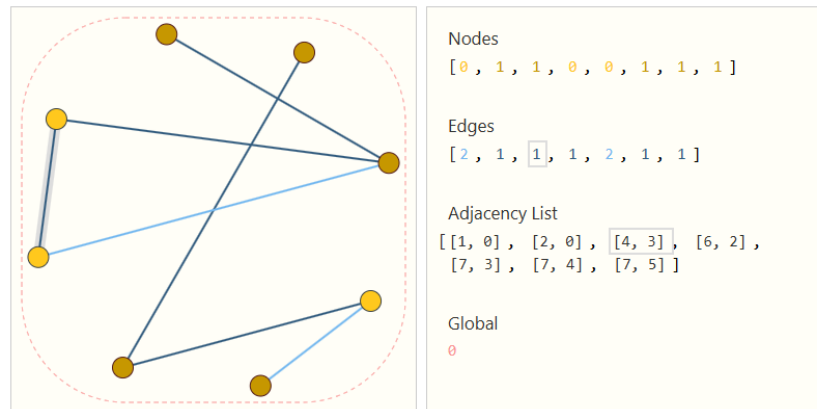 Nodes
[0, 1, 1, 0, 0, 1, 1, 1]
Edges
[2, 1, 1, 1, 2, 1, 1]
Adjacency List
[[1, 0], [2, 0], [4, 3], [6, 2],
[7, 3], [7, 4], [7, 5]]
Global
0